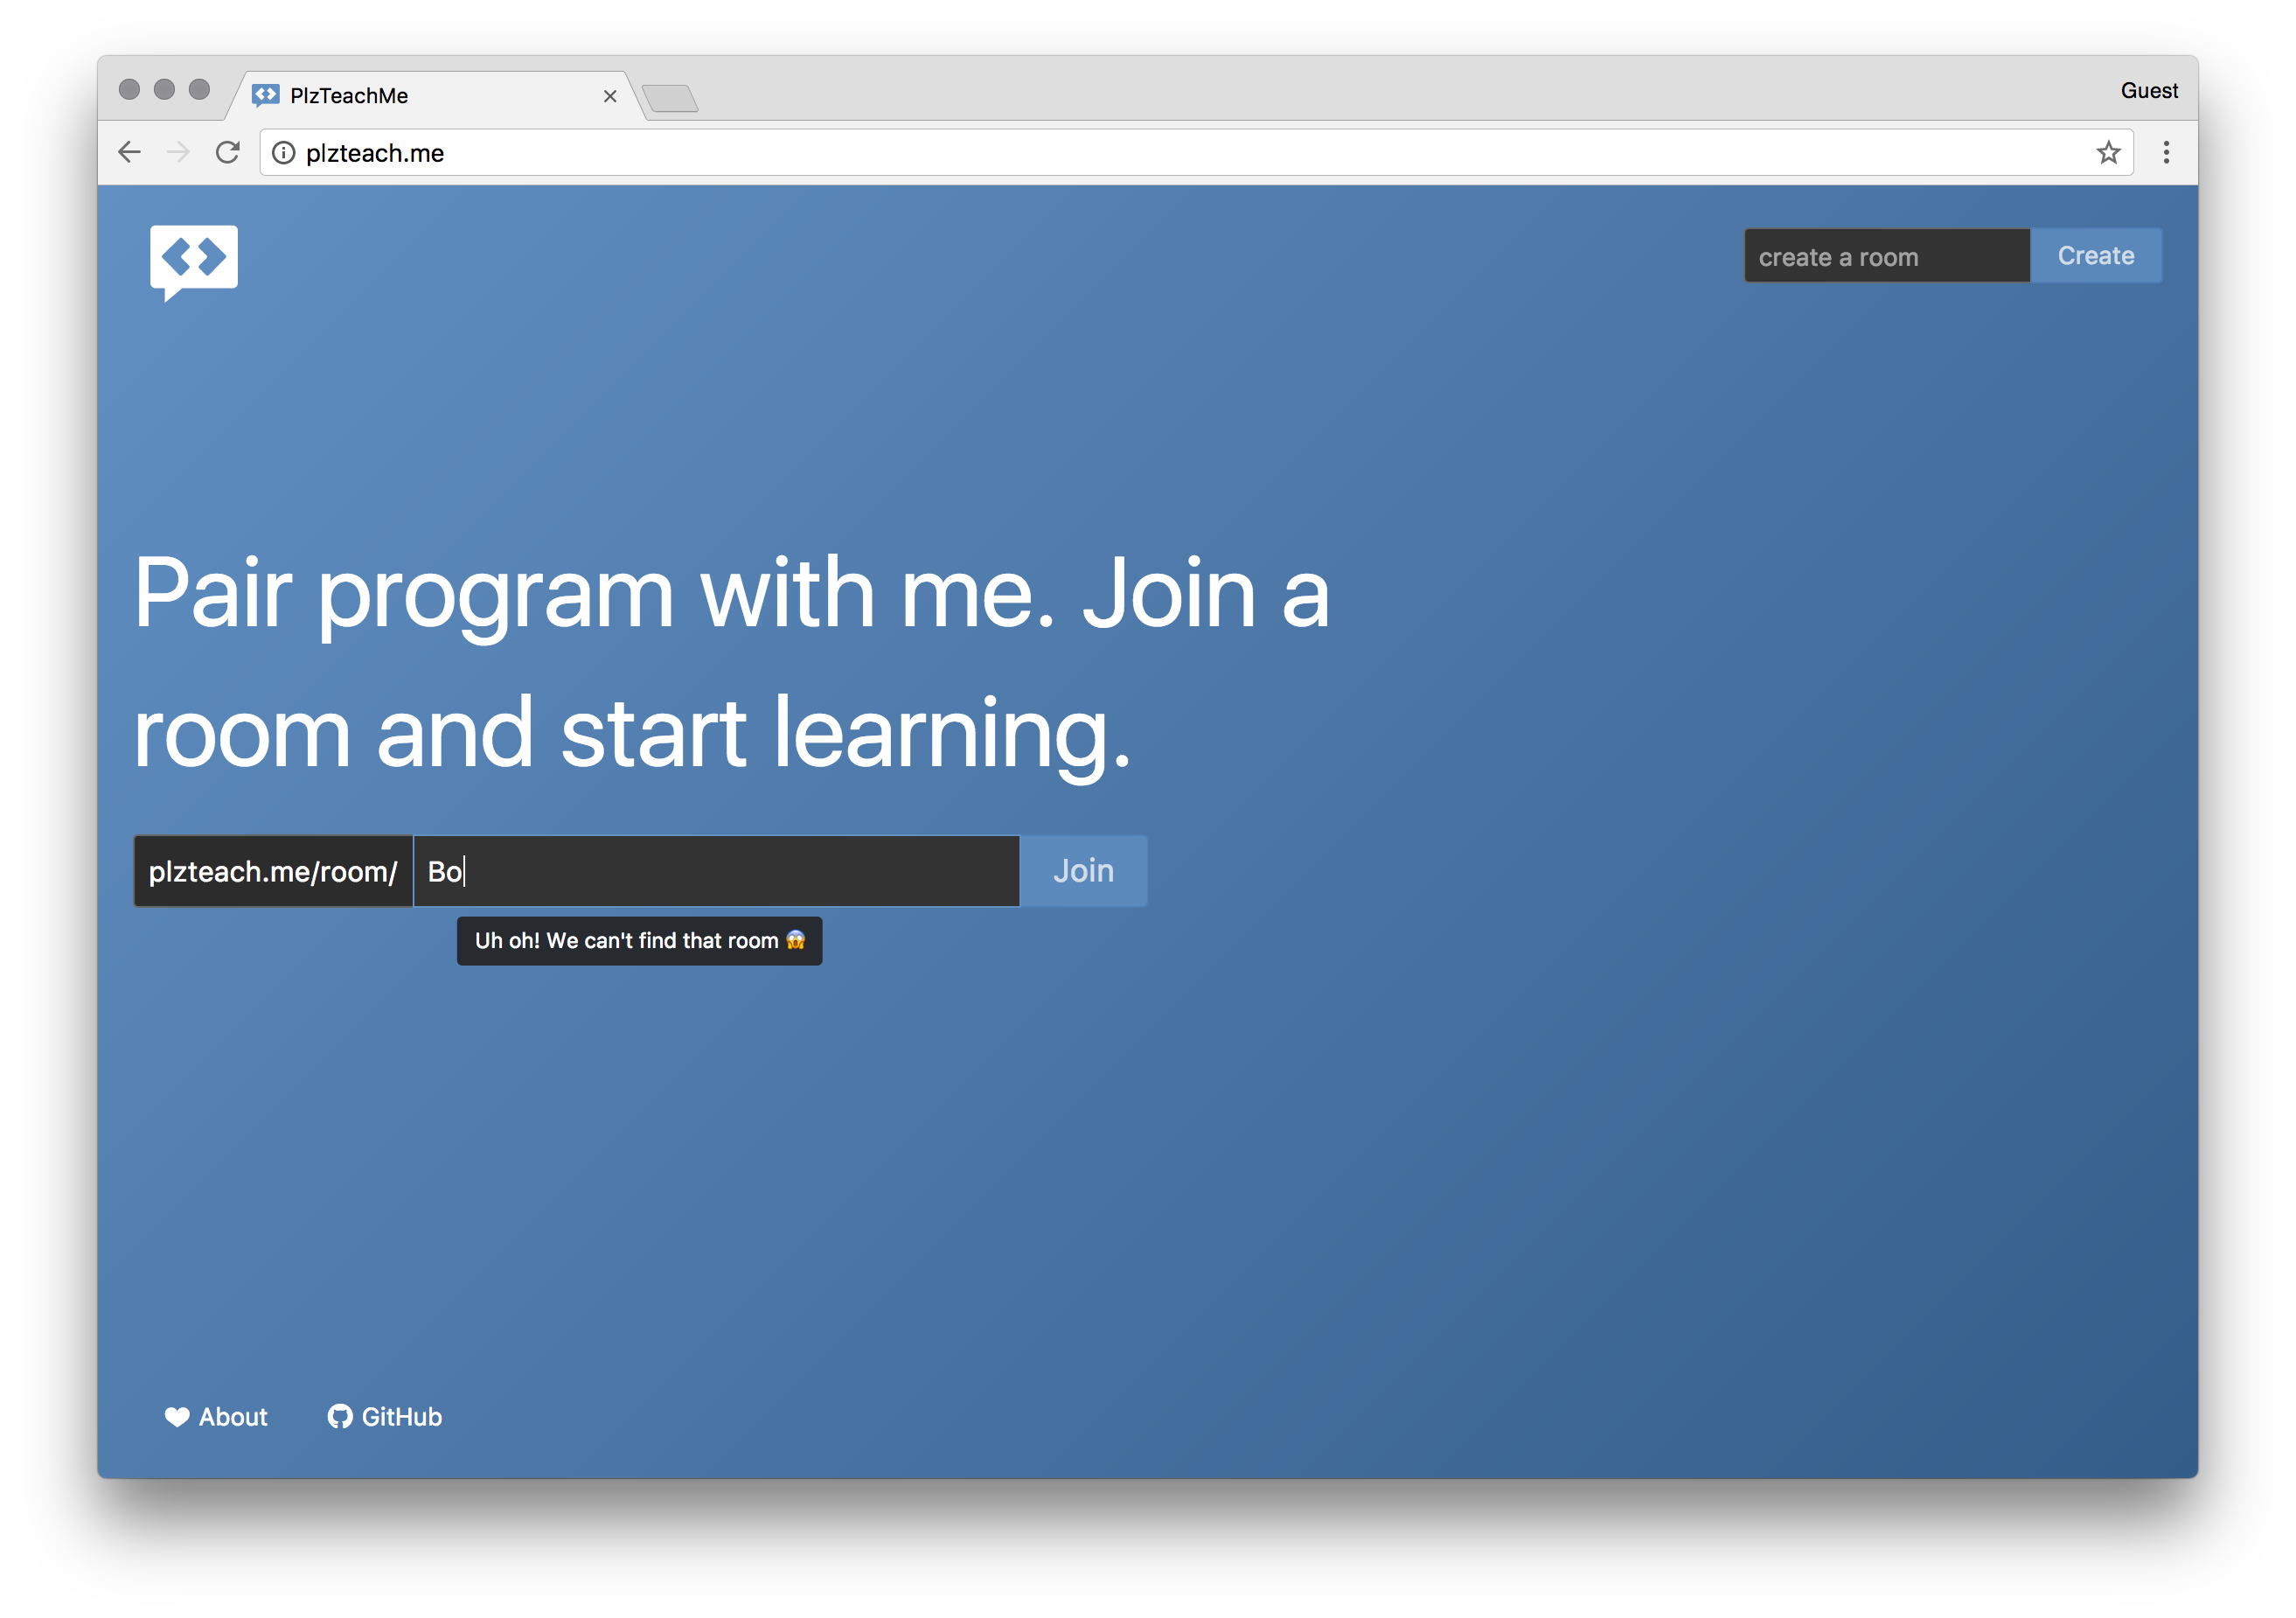 PlzTeachMe
Guest
plzteach.me
create a room
Create
Pair program with me. Join a
room and start learning.
plzteach.me/room/
Bo
Join
Uh oh! We can't find that room 😱
About
GitHub